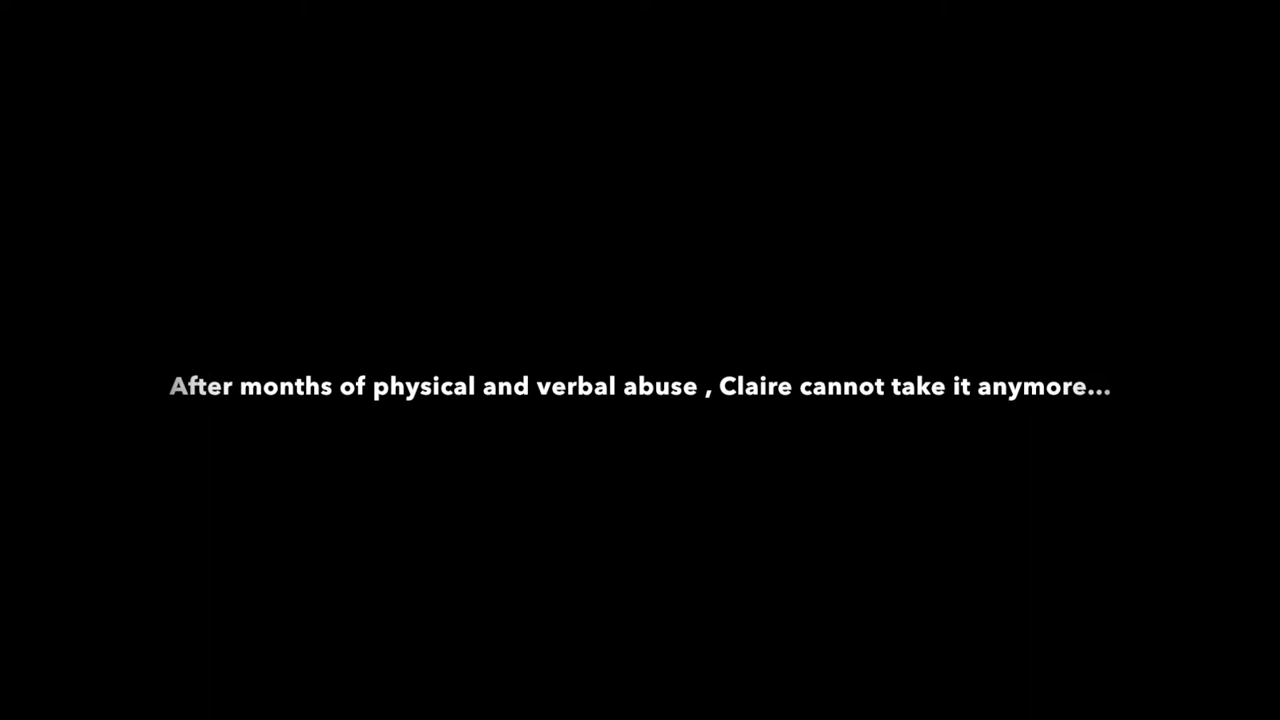 After months of physical and verbal abuse , Claire cannot take it anymore...